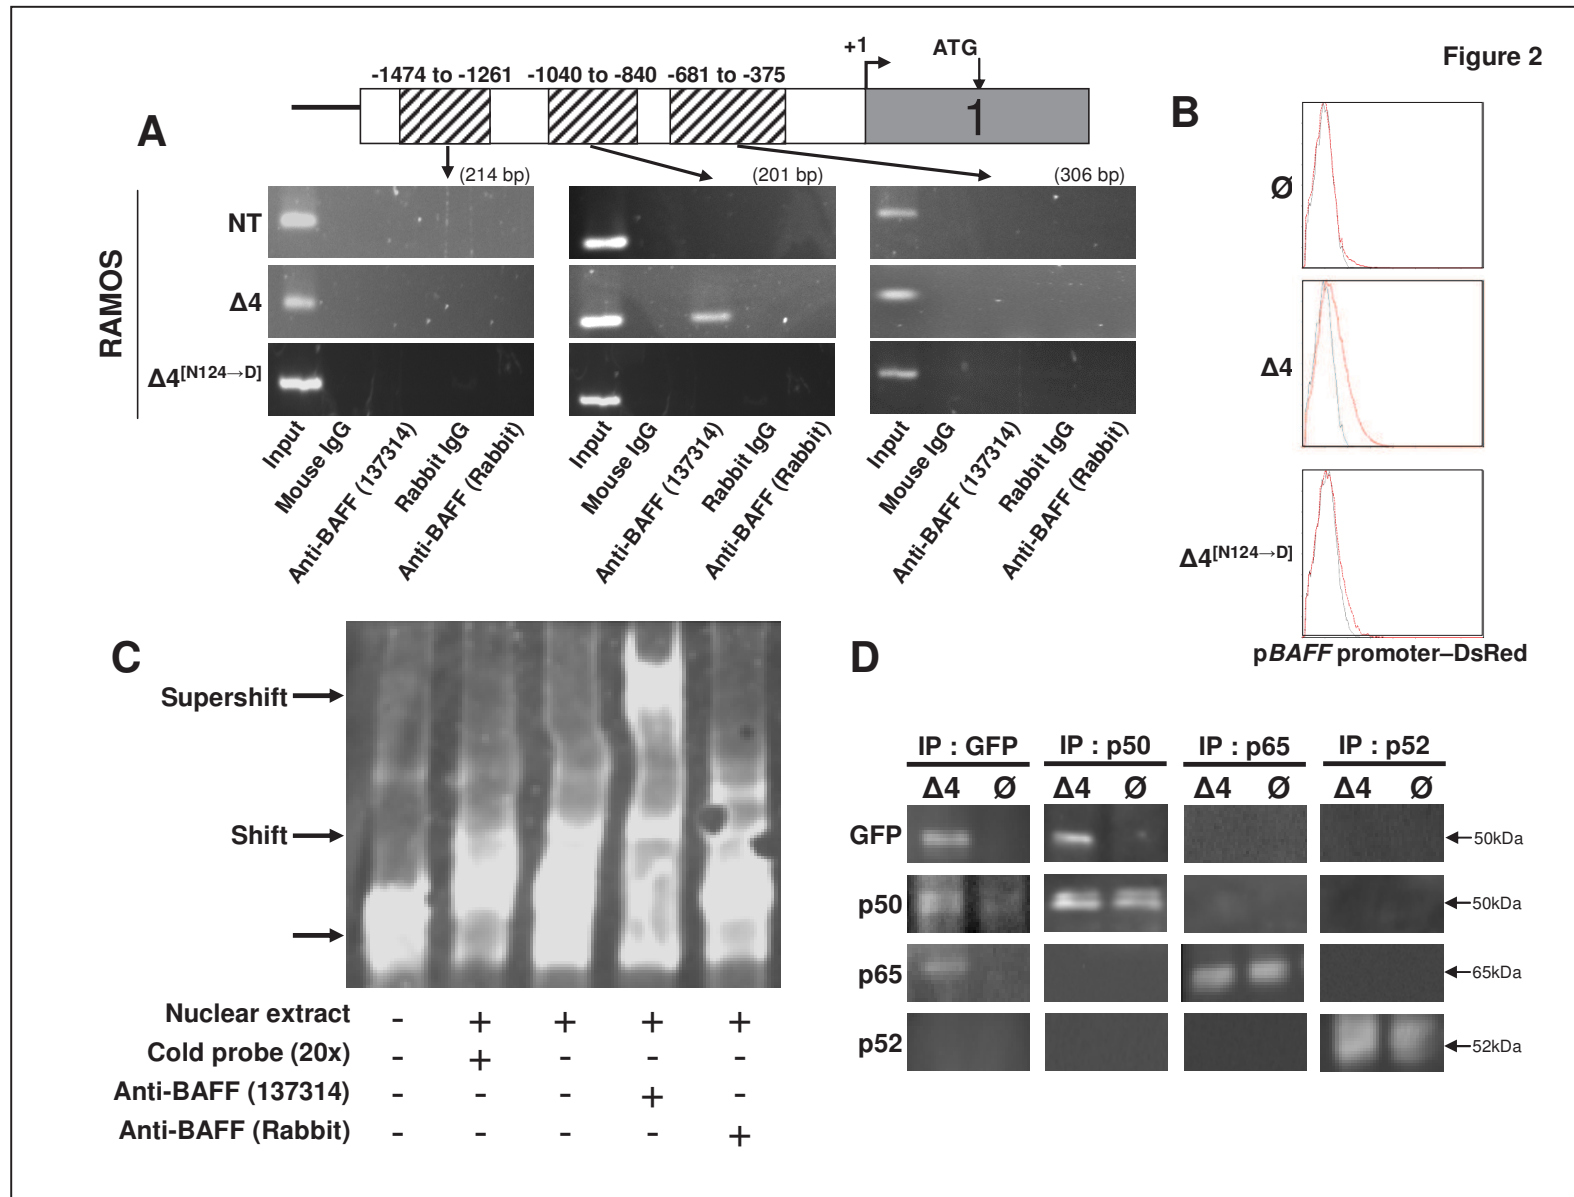 Figure 2
A
+1
ATG
-1474 to -1261
-1040 to -840
-681 to -375
1
(214 bp)
(201 bp)
(306 bp)
RAMOS
NT
Δ4
Δ4[N124→D]
Input
Mouse IgG
Anti-BAFF (137314)
Rabbit IgG
Anti-BAFF (Rabbit)
Input
Mouse IgG
Anti-BAFF (137314)
Rabbit IgG
Anti-BAFF (Rabbit)
Input
Mouse IgG
Anti-BAFF (137314)
Rabbit IgG
Anti-BAFF (Rabbit)
B
Ø
Δ4
Δ4[N124→D]
pBAFF promoter–DsRed
C
Supershift
Shift
Nuclear extract - + + + +
Cold probe (20x) - + - - -
Anti-BAFF (137314) - - - + -
Anti-BAFF (Rabbit) - - - - +
D
IP : GFP IP : p50 IP : p65 IP : p52
Δ4 Ø Δ4 Ø Δ4 Ø Δ4 Ø
GFP 50kDa
p50 50kDa
p65 65kDa
p52 52kDa